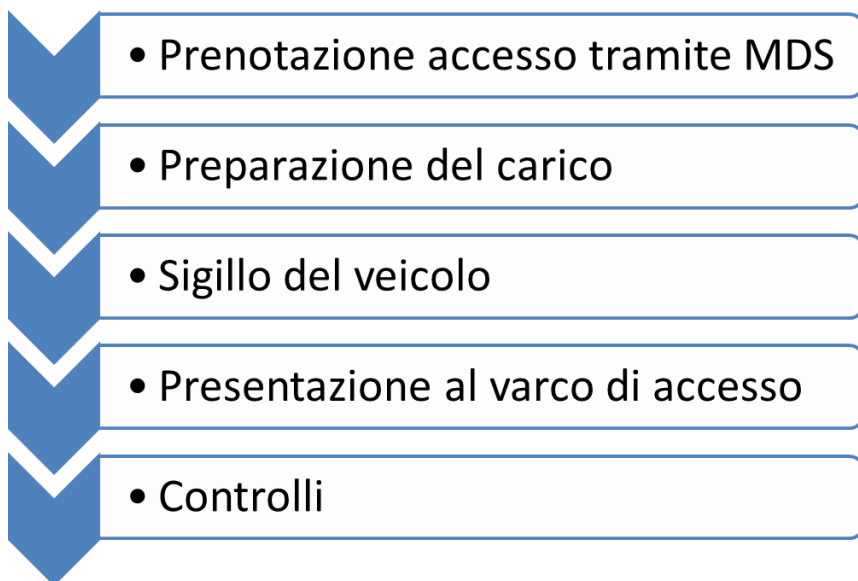 • Prenotazione accesso tramite MDS
• Preparazione del carico
• Sigillo del veicolo
• Presentazione al varco di accesso
• Controlli